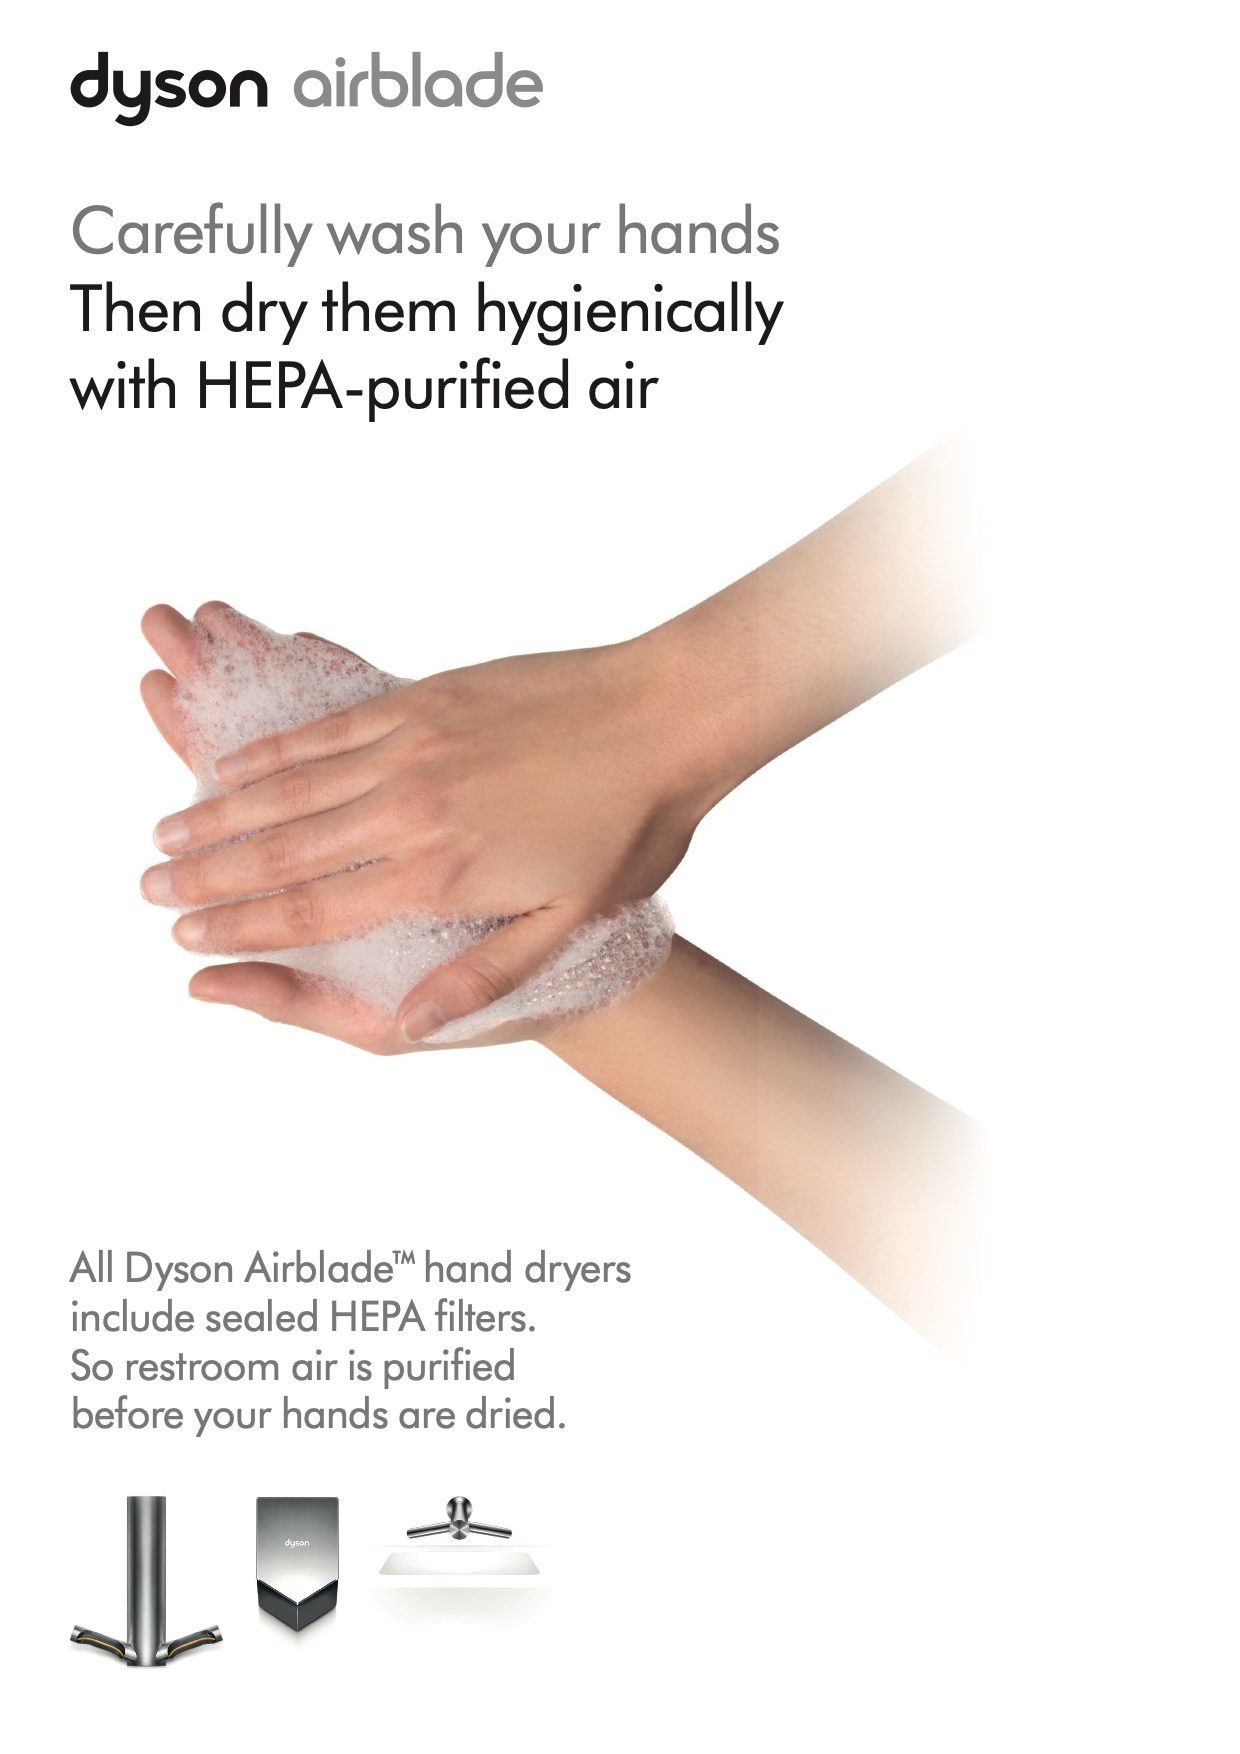 dyson airblade
Carefully wash your hands
Then dry them hygienically
with HEPA-purified air
All Dyson Airblade™ hand dryers
include sealed HEPA filters.
So restroom air is purified
before your hands are dried.
dyson